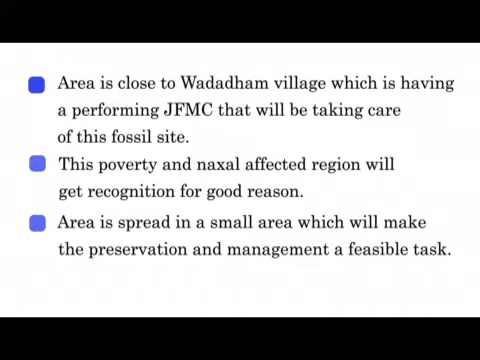 Area is close to Wadadham village which is having
a performing JFMC that will be taking care
of this fossil site.
This poverty and naxal affected region will
get recognition for good reason.
Area is spread in a small area which will make
the preservation and management a feasible task.